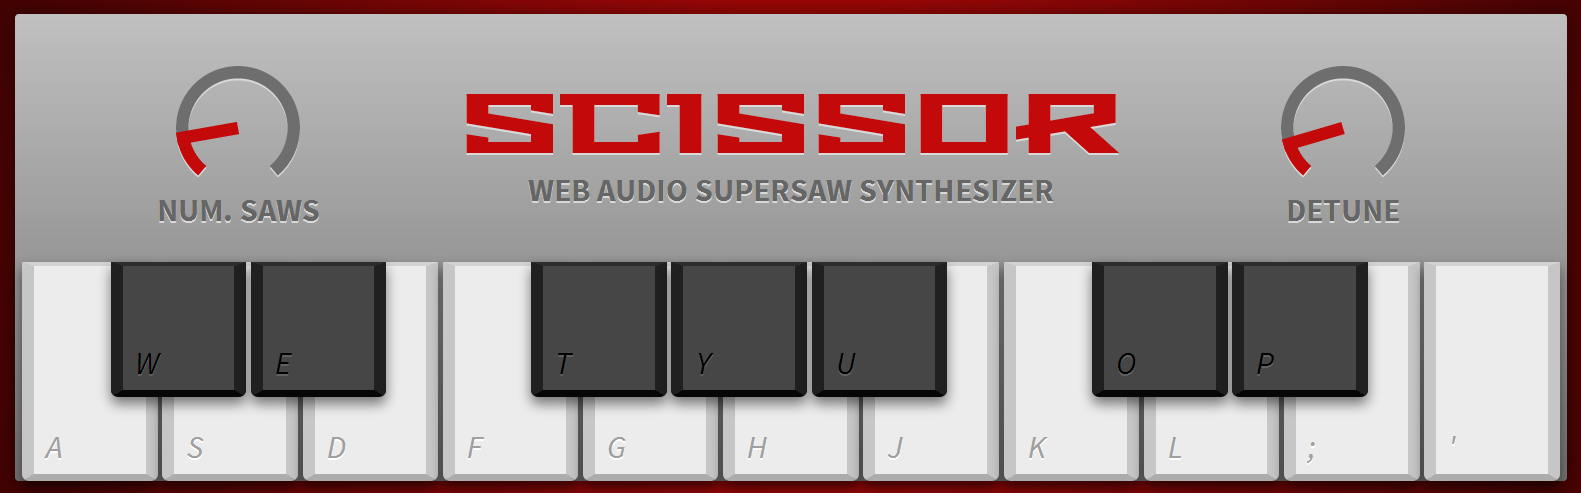 SCISSOR
WEB AUDIO SUPERSAW SYNTHESIZER
NUM. SAWS
DETUNE
W E T Y U O P
A S D F G H J K L ; '